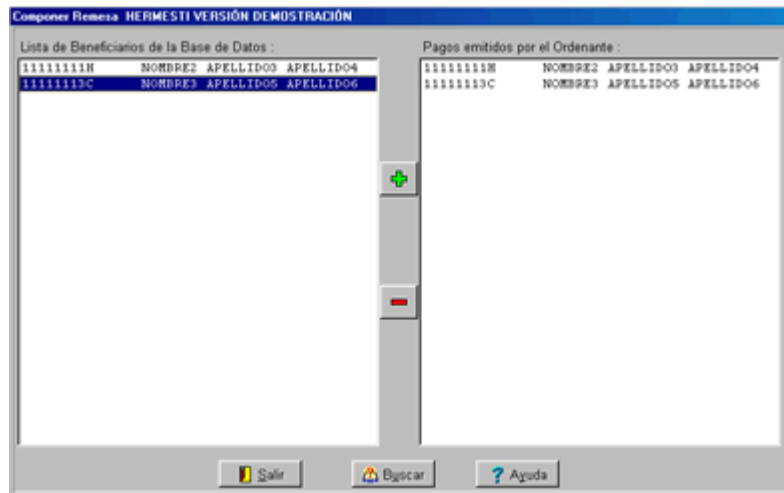 Componer Remesa HERMESTI VERSIÓN DEMOSTRACIÓN
Lista de Beneficiarios de la Base de Datos :
11111111H NOMBRE2 APELLIDO3 APELLIDO4
11111113C NOMBRE3 APELLIDO5 APELLIDO6
Pagos emitidos por el Ordenante :
11111111H NOMBRE2 APELLIDO3 APELLIDO4
11111113C NOMBRE3 APELLIDO5 APELLIDO6
Salir
Buscar
Ayuda